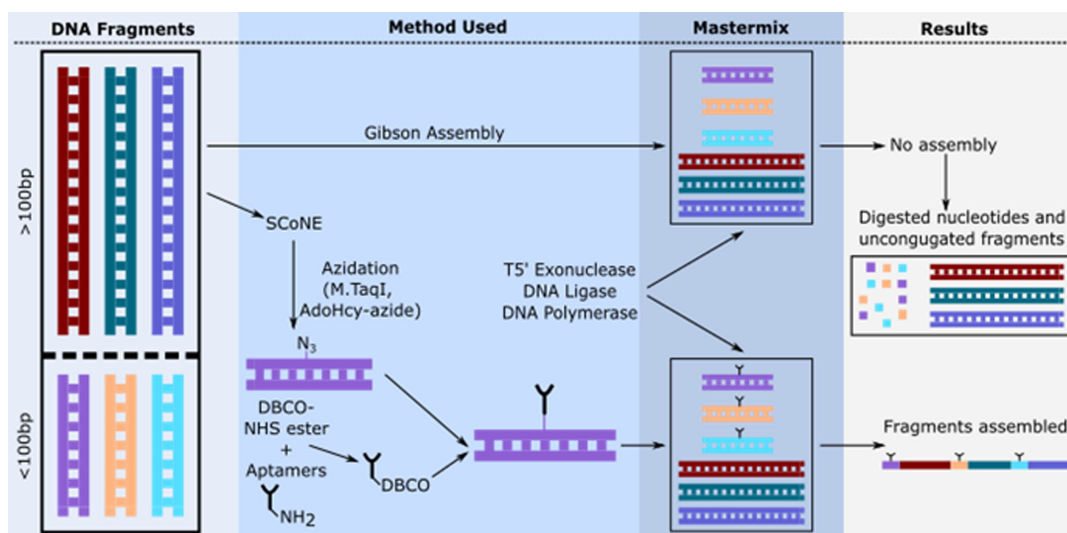 DNA Fragments
Method Used
Mastermix
Results
>100bp
<100bp
Gibson Assembly
SCoNE
Azidation
(M.TaqI,
AdoHcy-azide)
N3
DBCO-
NHS ester
+
Aptamers
NH2
DBCO
T5' Exonuclease
DNA Ligase
DNA Polymerase
No assembly
Digested nucleotides and
uncongugated fragments
Fragments assembled